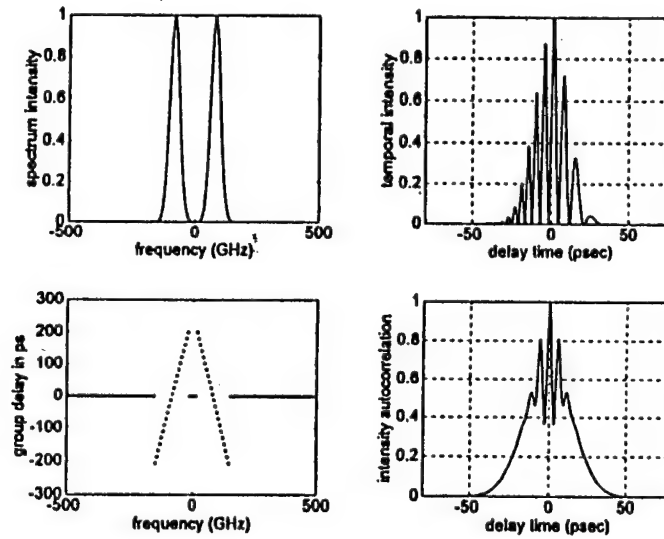 1
0.8
0.6
0.4
0.2
0
spectrum intensity
-500 0 500
frequency (GHz)
1
0.8
0.6
0.4
0.2
0
temporal intensity
-50 0 50
delay time (psec)
300
200
100
0
-100
-200
-300
group delay in ps
-500 0 500
frequency (GHz)
1
0.8
0.6
0.4
0.2
0
intensity autocorrelation
-50 0 50
delay time (psec)